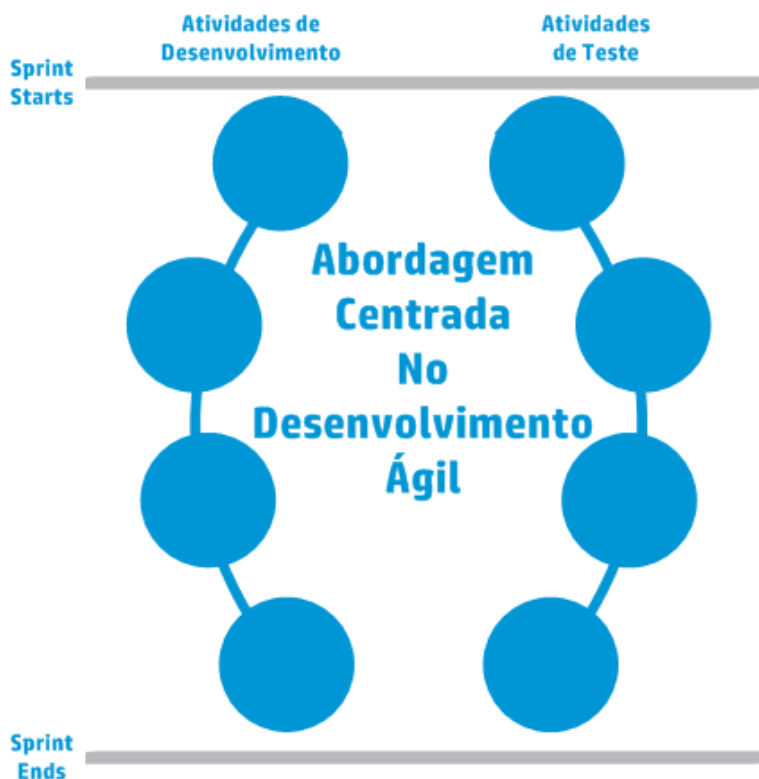 Atividades de
Desenvolvimento
Atividades
de Teste
Sprint
Starts
Abordagem
Centrada
No
Desenvolvimento
Ágil
Sprint
Ends